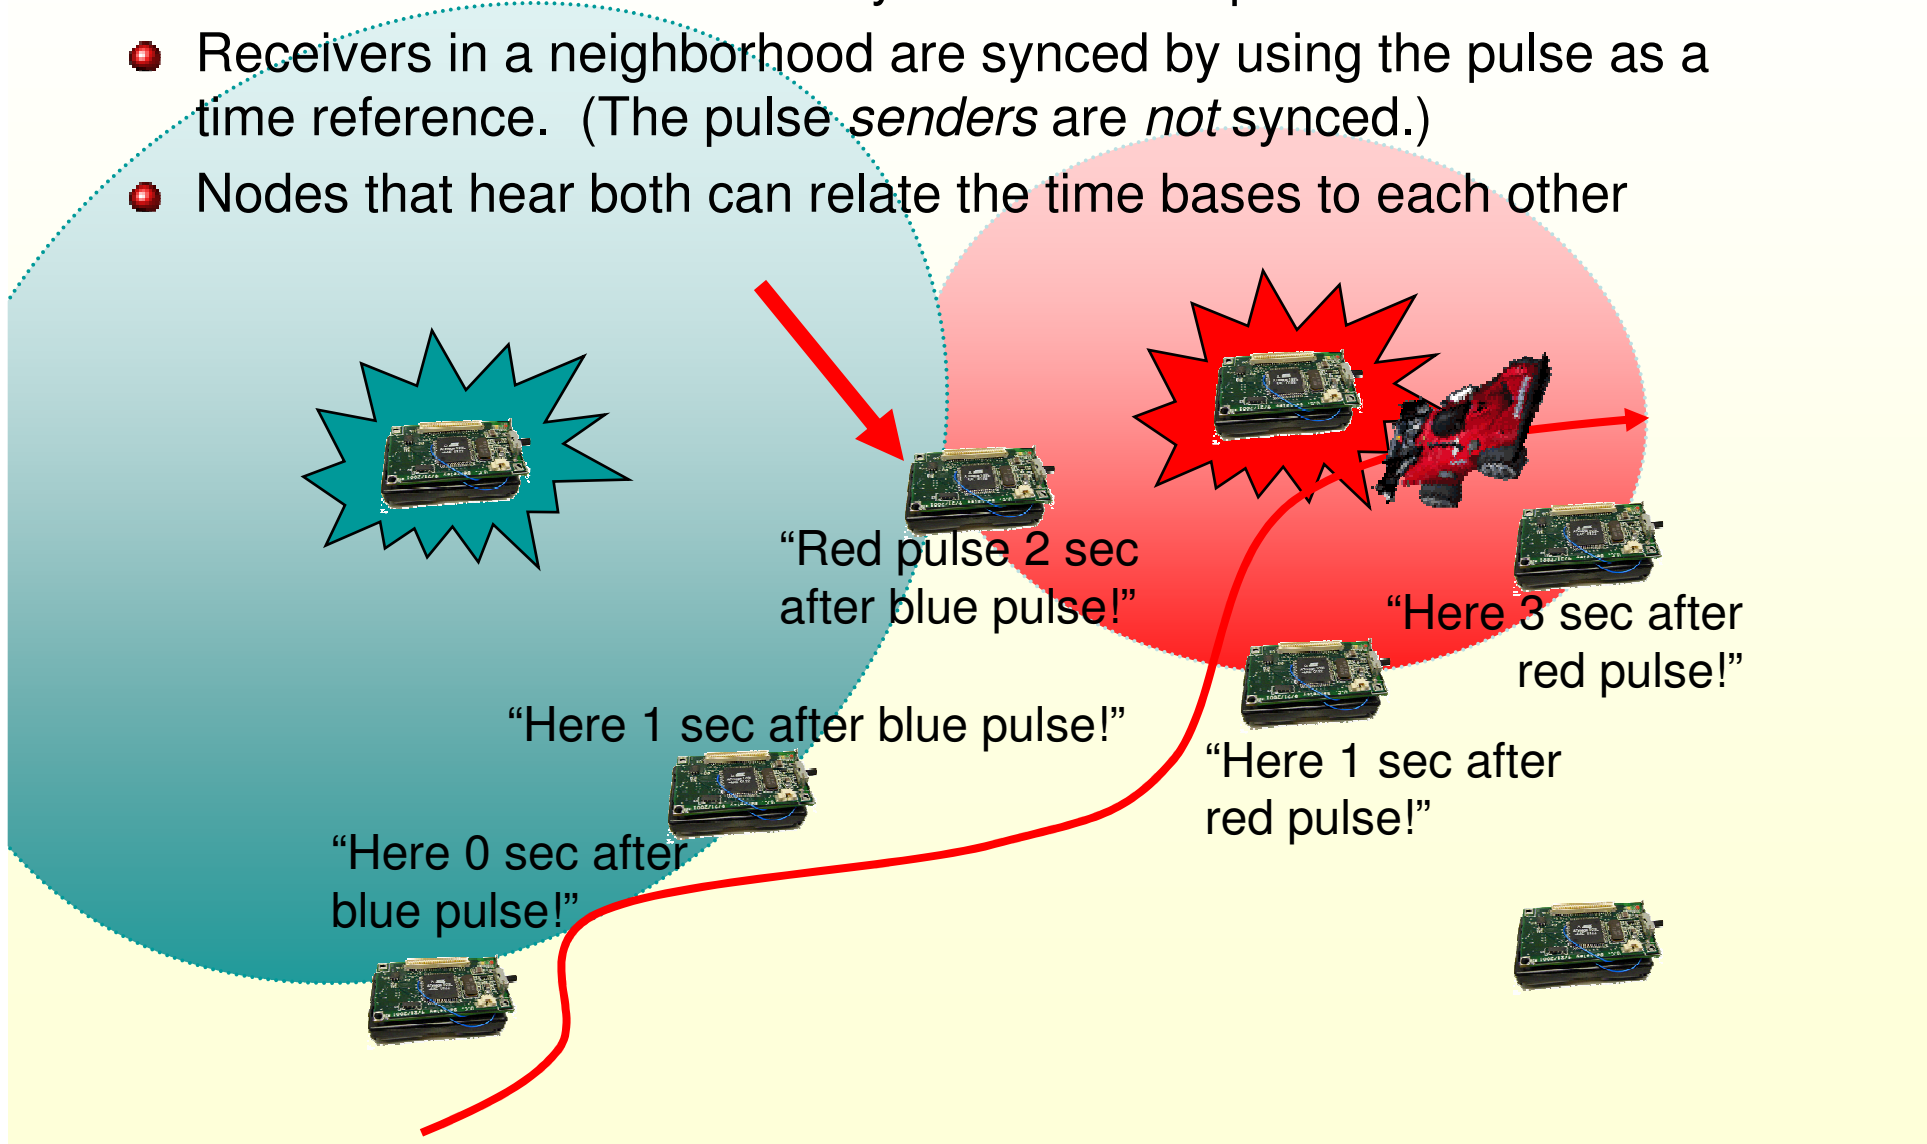 Receivers in a neighborhood are synced by using the pulse as a
time reference. (The pulse senders are not synced.)
Nodes that hear both can relate the time bases to each other
“Red pulse 2 sec
after blue pulse!”
“Here 3 sec after
red pulse!”
“Here 1 sec after blue pulse!”
“Here 1 sec after
red pulse!”
“Here 0 sec after
blue pulse!”